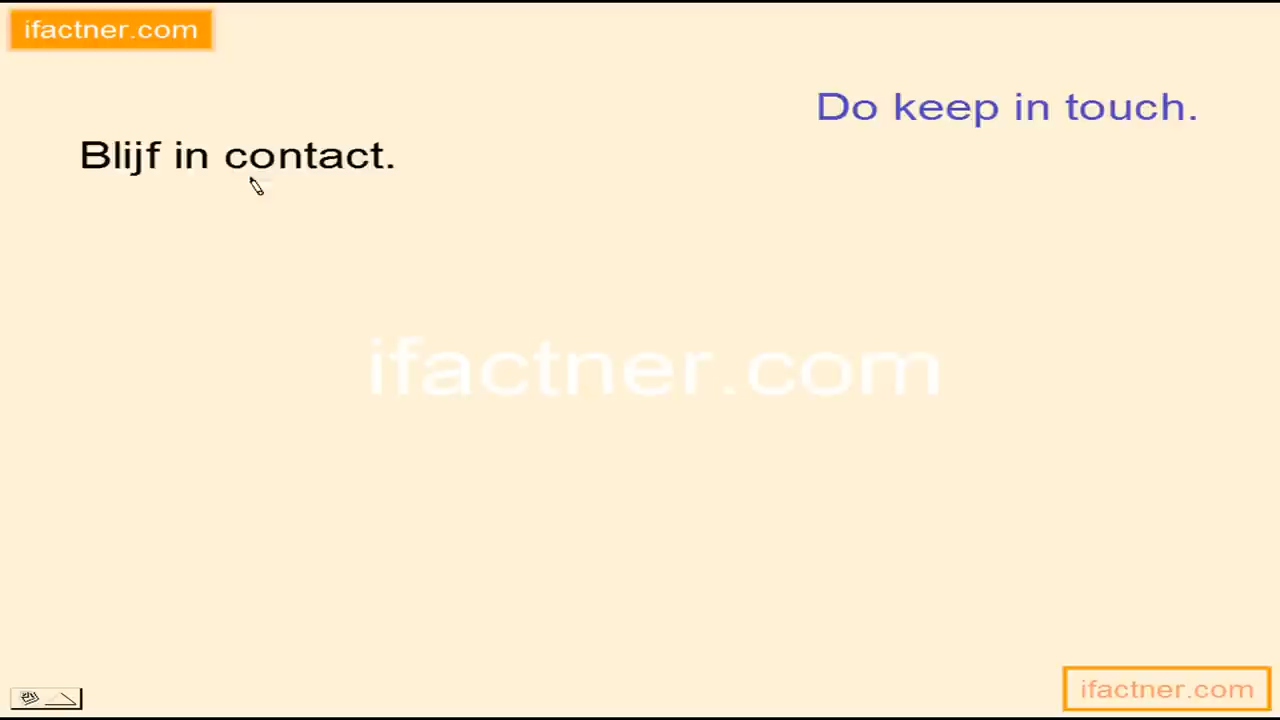 ifactner.com
Do keep in touch.
Blijf in contact.
ifactner.com
ifactner.com